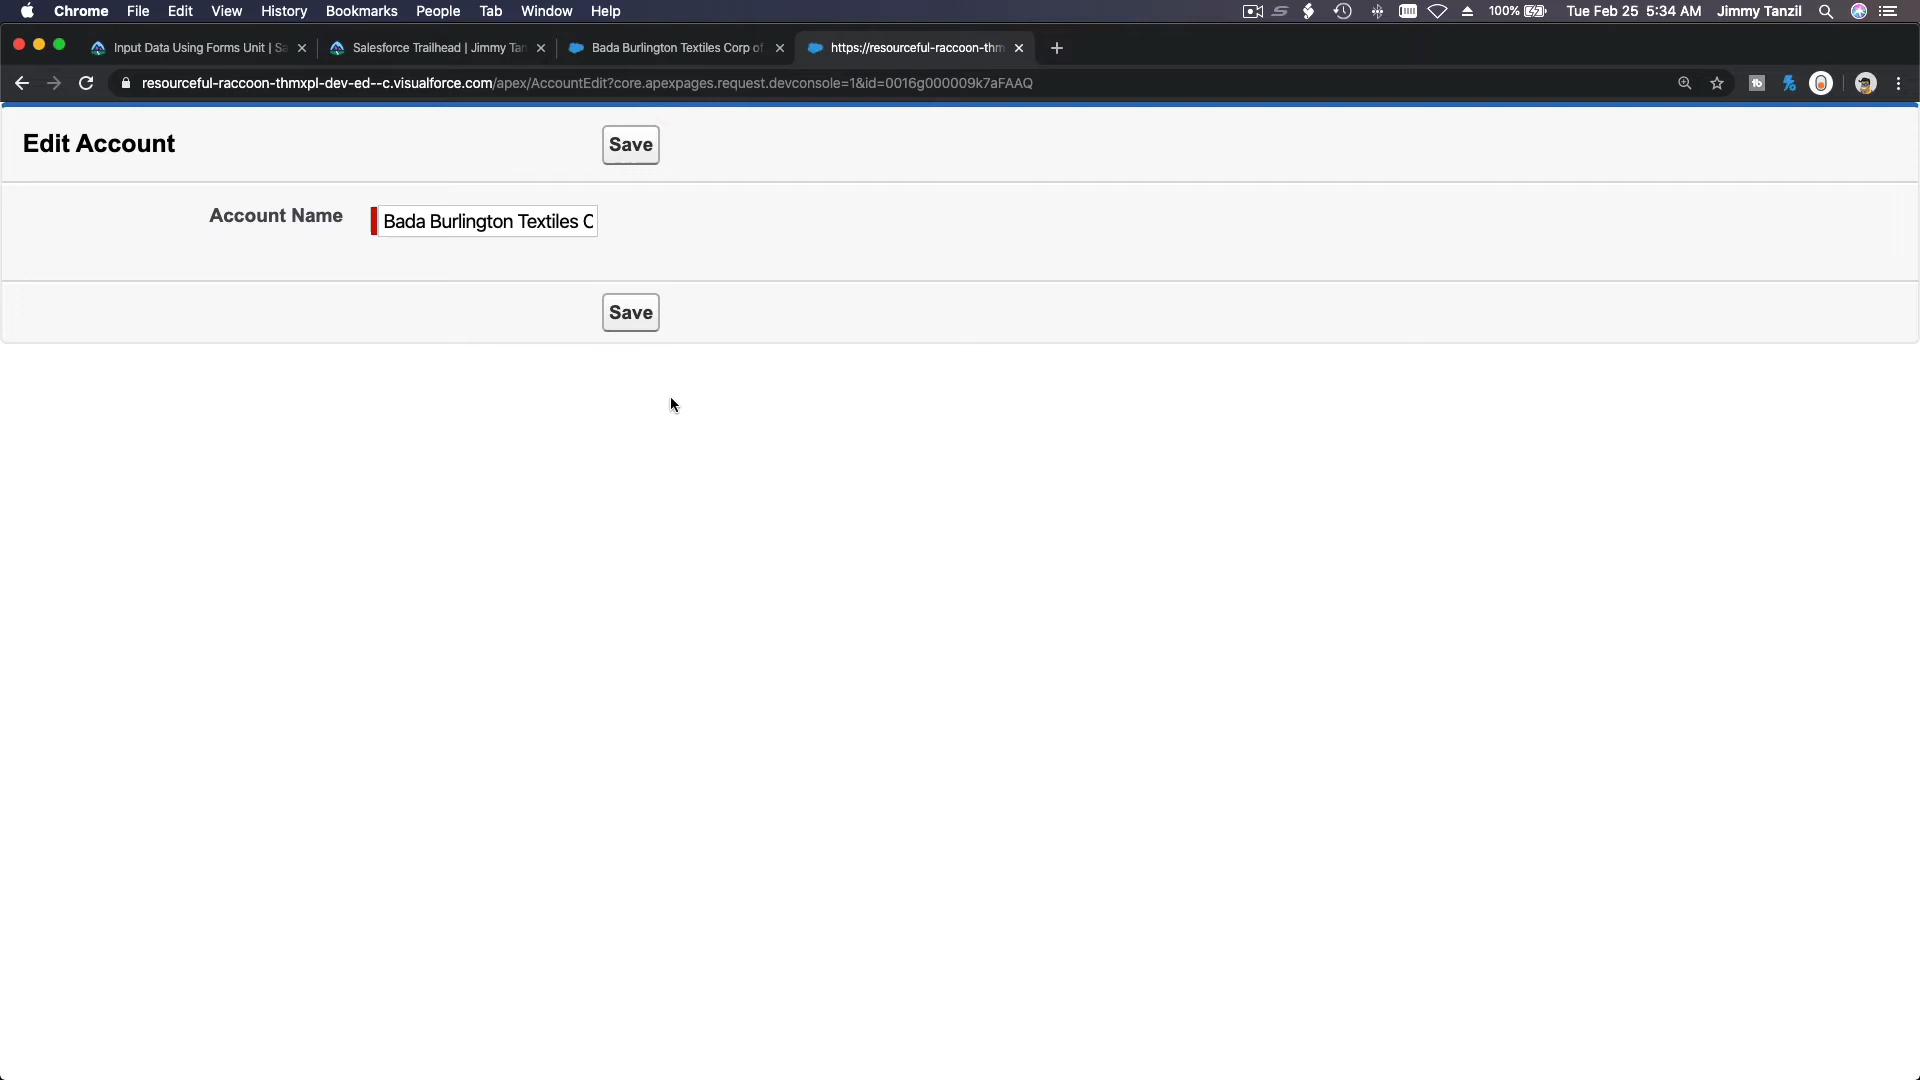 Chrome File Edit View History Bookmarks People Tab Window Help 100% Tue Feb 25 5:34 AM Jimmy Tanzil
Input Data Using Forms Unit | Sa Salesforce Trailhead | Jimmy Tan Bada Burlington Textiles Corp of https://resourceful-raccoon-thm
resourceful-raccoon-thmxpl-dev-ed--c.visualforce.com/apex/AccountEdit?core.apexpages.request.devconsole=1&id=0016g000009k7aFAAQ
Edit Account Save
Account Name Bada Burlington Textiles C
Save